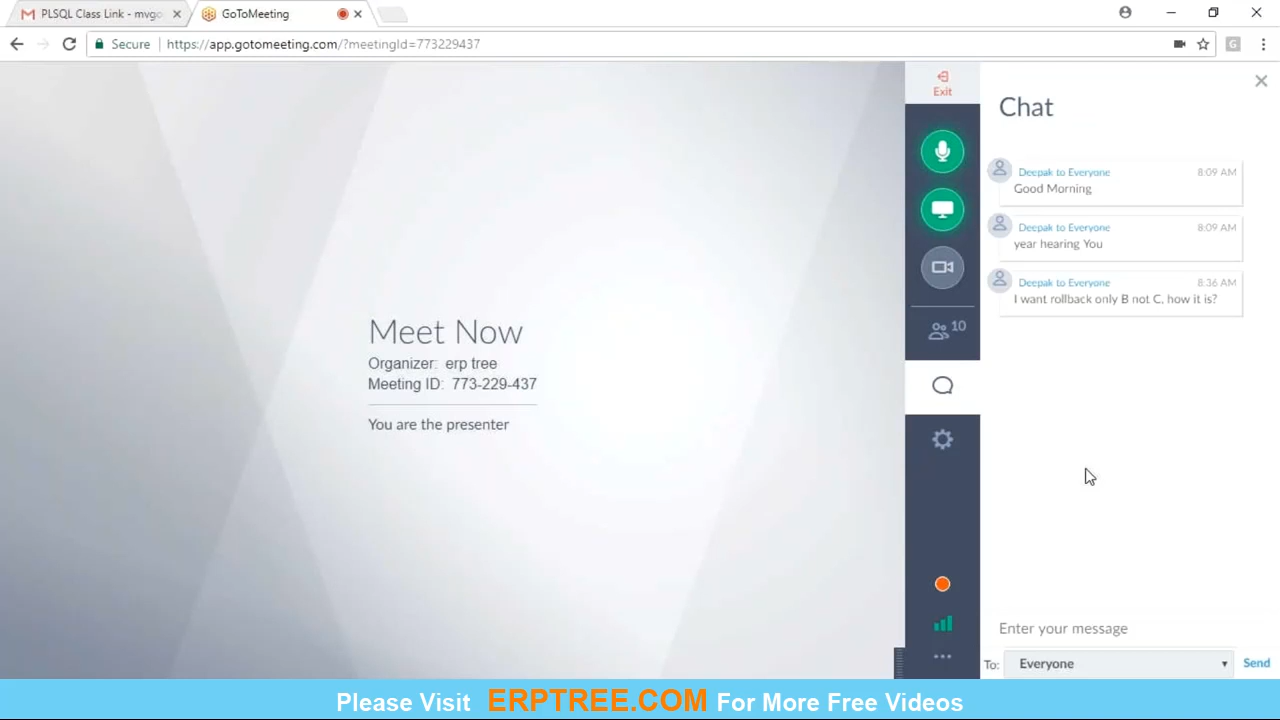 PLSQL Class Link - mvgo
GoToMeeting
Secure
https://app.gotomeeting.com/?meetingId=773229437
G
Exit
Chat
Deepak to Everyone 8:09 AM
Good Morning
Deepak to Everyone 8:09 AM
year hearing You
Deepak to Everyone 8:36 AM
I want rollback only B not C, how it is?
10
Meet Now
Organizer: erp tree
Meeting ID: 773-229-437
You are the presenter
Enter your message
To: Everyone Send
Please Visit ERPTREE.COM For More Free Videos